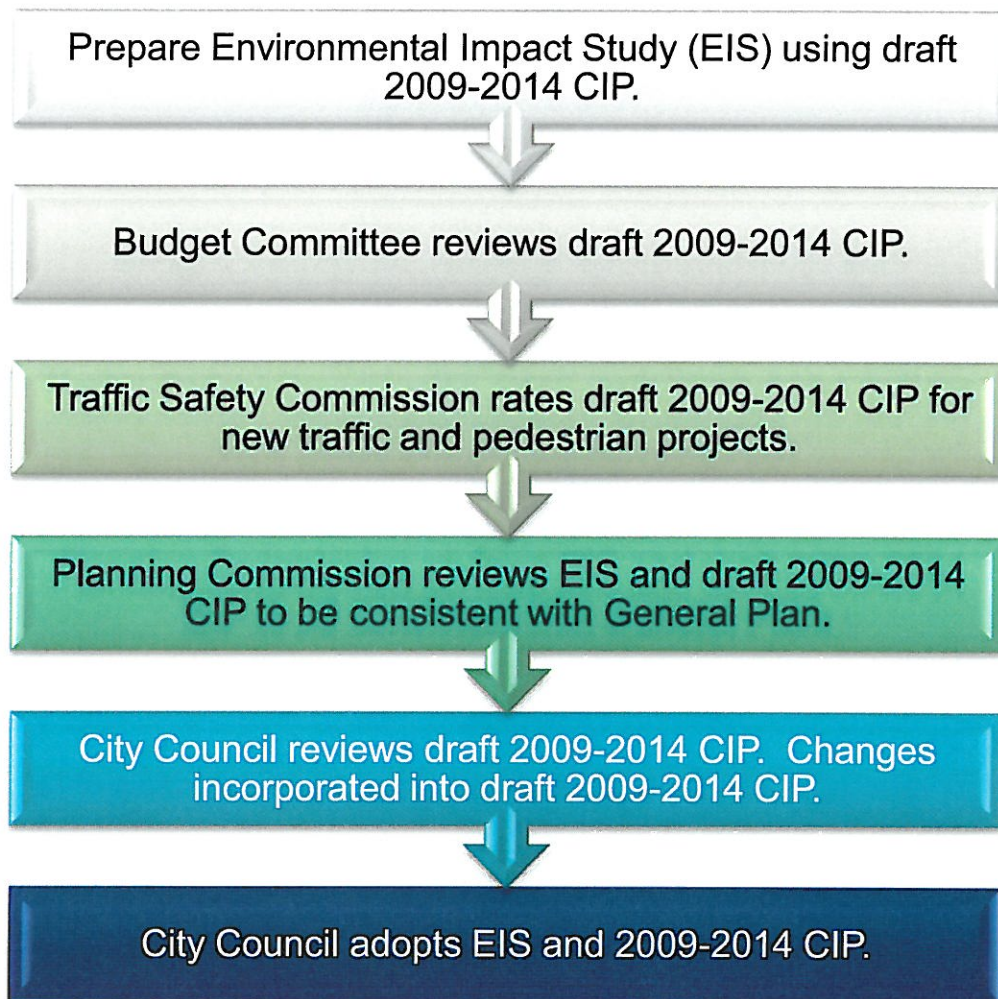 Prepare Environmental Impact Study (EIS) using draft
2009-2014 CIP.
Budget Committee reviews draft 2009-2014 CIP.
Traffic Safety Commission rates draft 2009-2014 CIP for
new traffic and pedestrian projects.
Planning Commission reviews EIS and draft 2009-2014
CIP to be consistent with General Plan.
City Council reviews draft 2009-2014 CIP.  Changes
incorporated into draft 2009-2014 CIP.
City Council adopts EIS and 2009-2014 CIP.